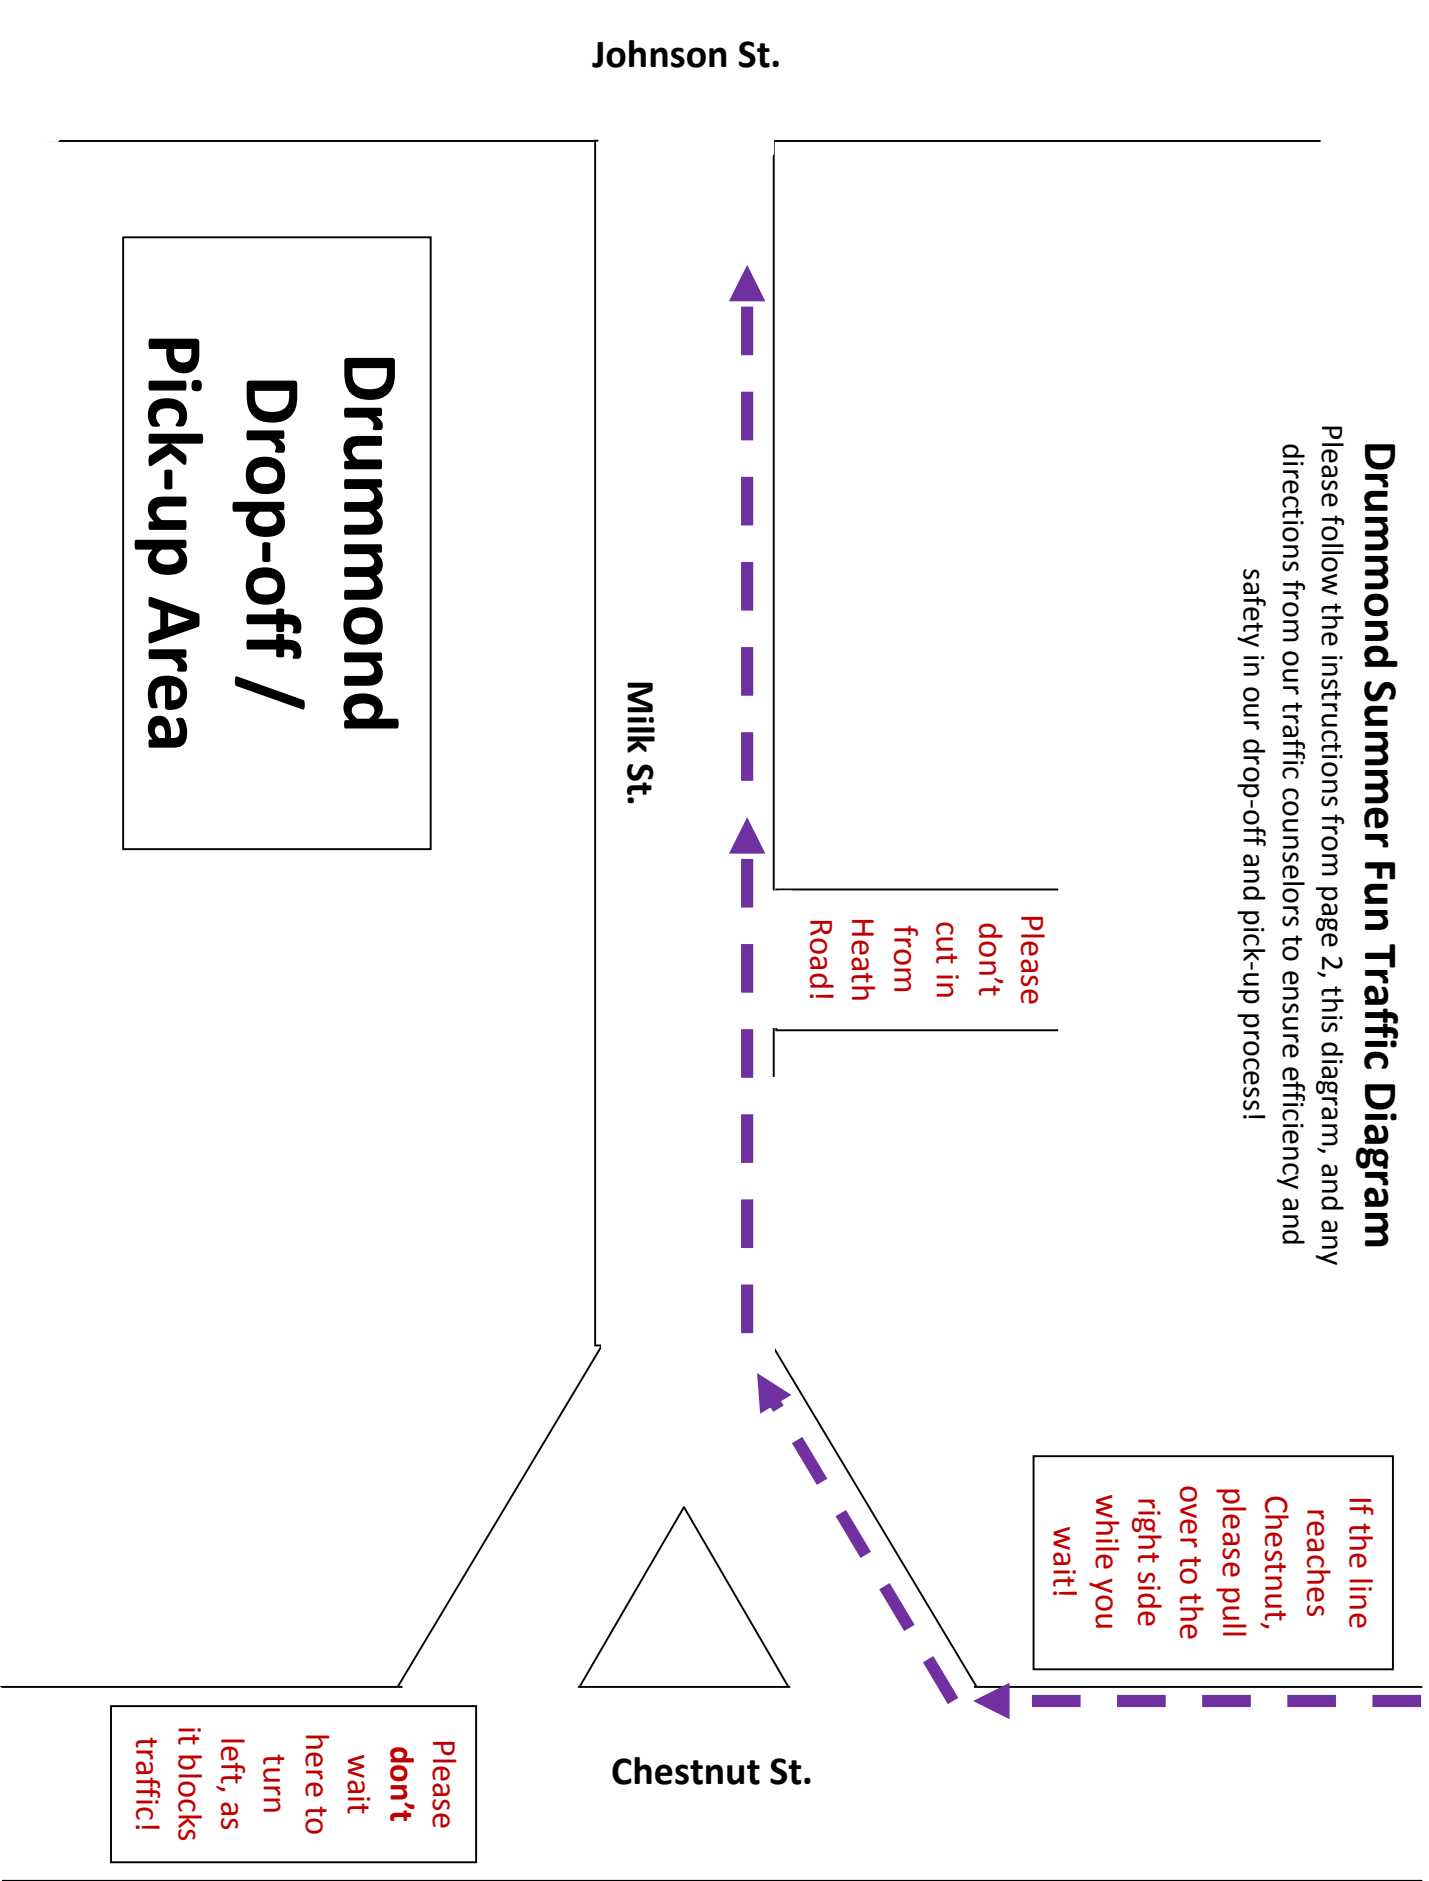 Drummond Summer Fun Traffic Diagram
Please follow the instructions from page 2, this diagram, and any
directions from our traffic counselors to ensure efficiency and
safety in our drop-off and pick-up process!
Johnson St.
Drummond
Drop-off /
Pick-up Area
Milk St.
Please
don't
cut in
from
Heath
Road!
If the line
reaches
Chestnut,
please pull
over to the
right side
while you
wait!
Chestnut St.
Please
don't
wait
here to
turn
left, as
it blocks
traffic!